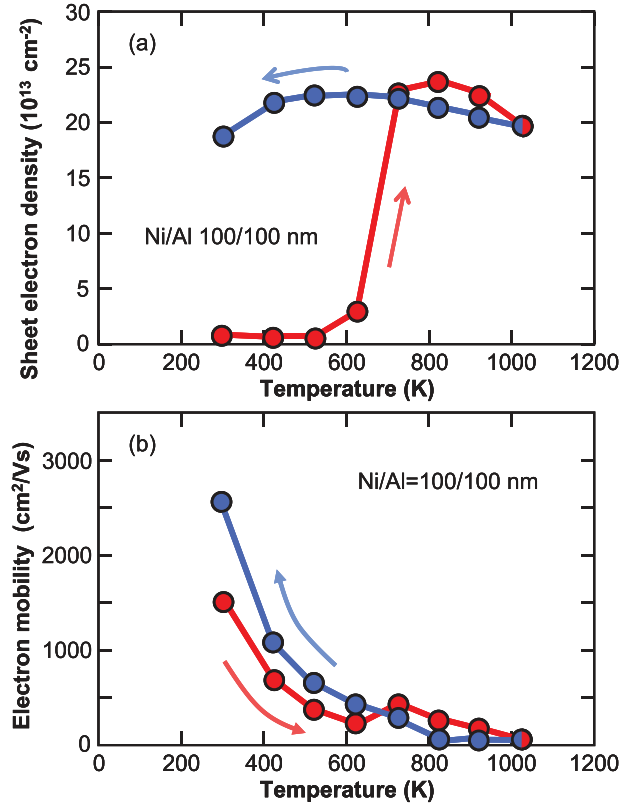 (a)
Sheet electron density (10¹³ cm⁻²)
30
25
20
15
10
5
0
Ni/Al 100/100 nm
0 200 400 600 800 1000 1200
Temperature (K)
(b)
Electron mobility (cm²/Vs)
3000
2000
1000
0
Ni/Al=100/100 nm
0 200 400 600 800 1000 1200
Temperature (K)